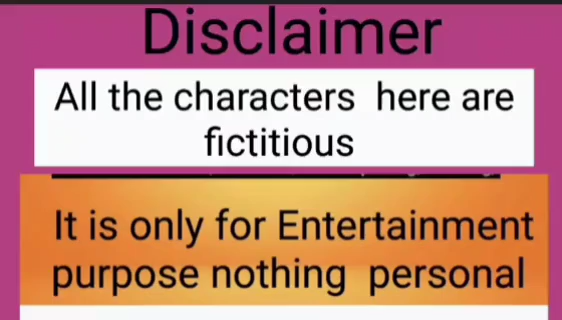 Disclaimer
All the characters here are
fictitious
It is only for Entertainment
purpose nothing personal